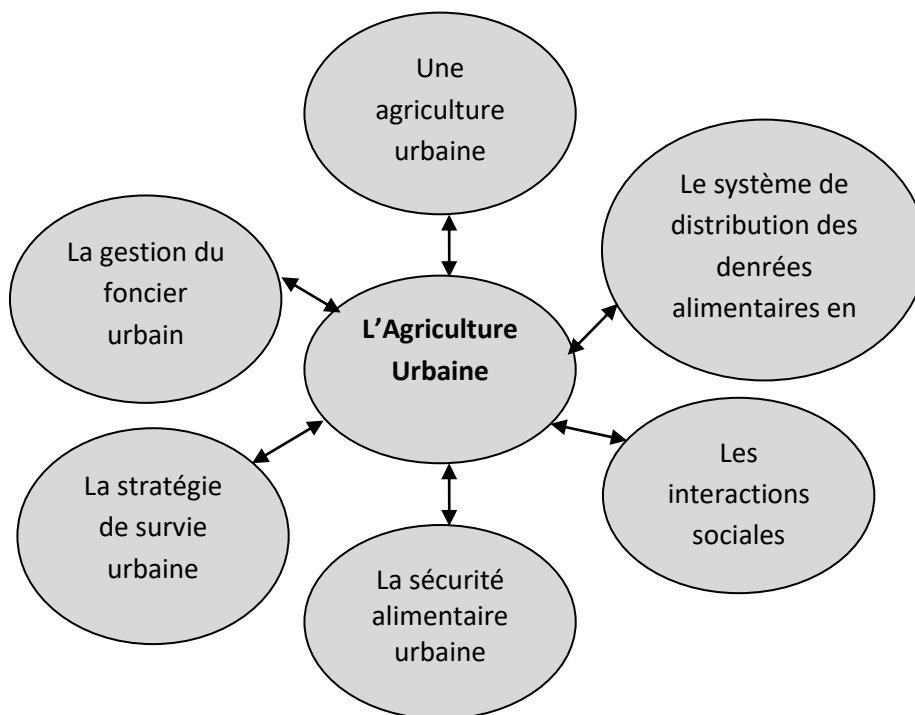 Une
agriculture
urbaine
Le système de
distribution des
denrées
alimentaires en
La gestion du
foncier
urbain
L’Agriculture
Urbaine
Les
interactions
sociales
La stratégie
de survie
urbaine
La sécurité
alimentaire
urbaine